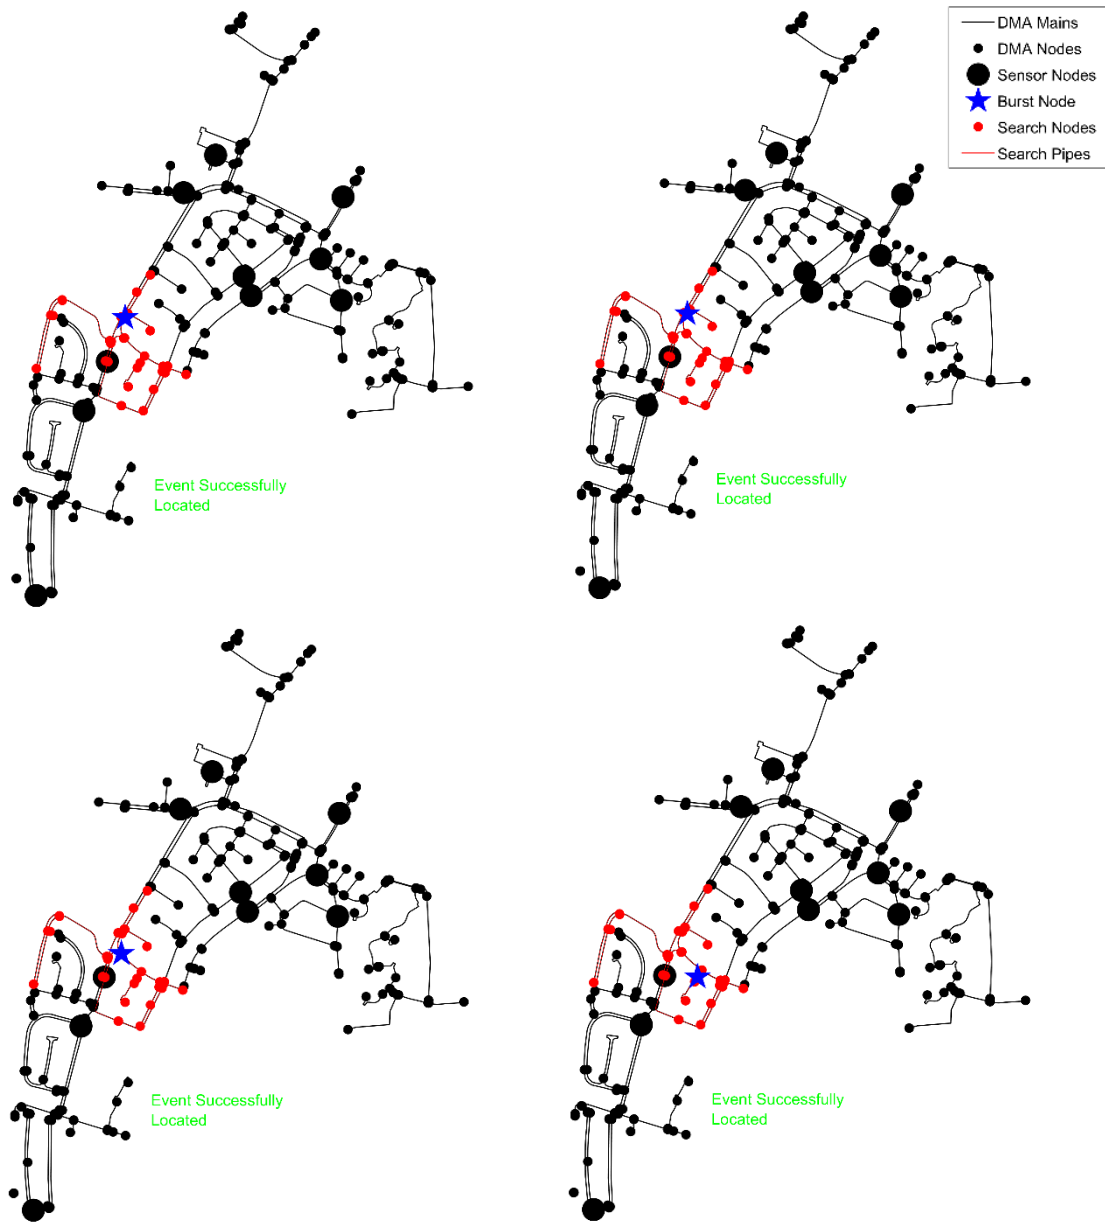 DMA Mains
DMA Nodes
Sensor Nodes
Burst Node
Search Nodes
Search Pipes
Event Successfully
Located
Event Successfully
Located
Event Successfully
Located
Event Successfully
Located